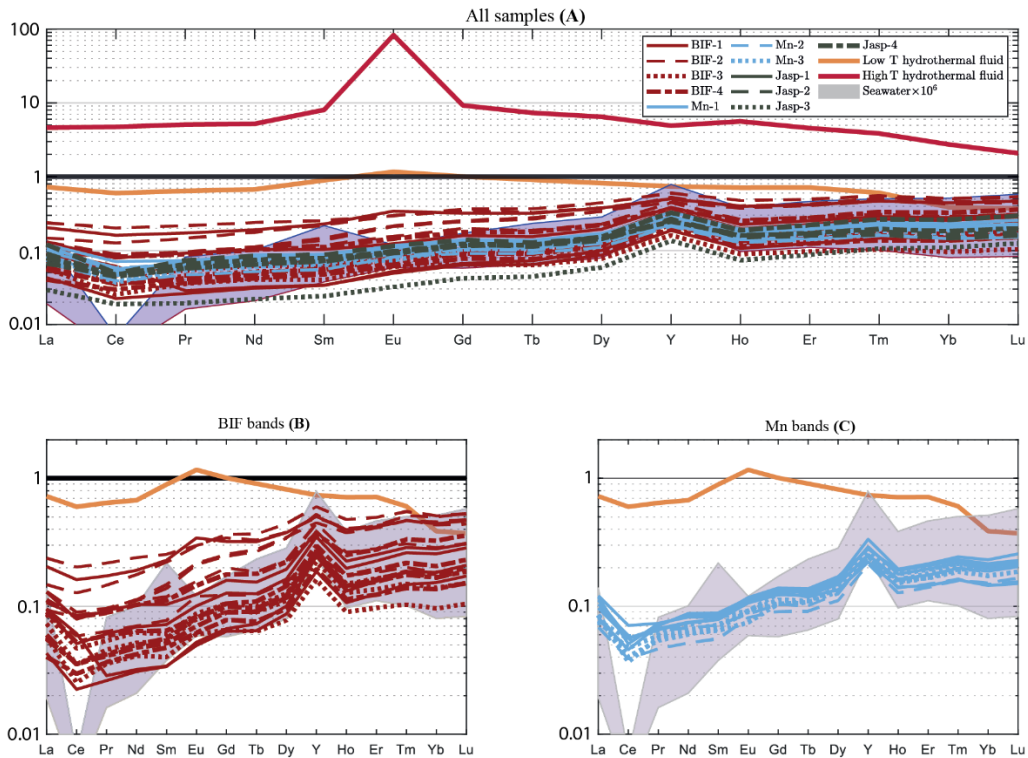 All samples (A)
100
10
1
0.1
0.01
BIF-1
BIF-2
BIF-3
BIF-4
Mn-1
Mn-2
Mn-3
Jasp-1
Jasp-2
Jasp-3
Jasp-4
Low T hydrothermal fluid
High T hydrothermal fluid
Seawater×10⁶
La Ce Pr Nd Sm Eu Gd Tb Dy Y Ho Er Tm Yb Lu
BIF bands (B)
1
0.1
0.01
La Ce Pr Nd Sm Eu Gd Tb Dy Y Ho Er Tm Yb Lu
Mn bands (C)
1
0.1
0.01
La Ce Pr Nd Sm Eu Gd Tb Dy Y Ho Er Tm Yb Lu